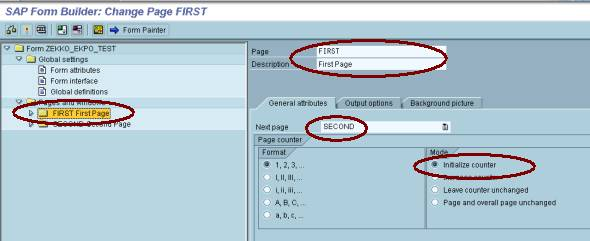 SAP Form Builder: Change Page FIRST
Form Painter
Form ZEKKO_EKPO_TEST
Global settings
Form attributes
Form interface
Global definitions
Pages and Windows
FIRST First Page
SECOND Second Page
Page FIRST
Description First Page
General attributes Output options Background picture
Next page SECOND
Page counter
Format Mode
1, 2, 3, ... Initialize counter
I, II, III, ... counter
i, ii, iii, ... Leave counter unchanged
A, B, C, ... Page and overall page unchanged
a, b, c, ...